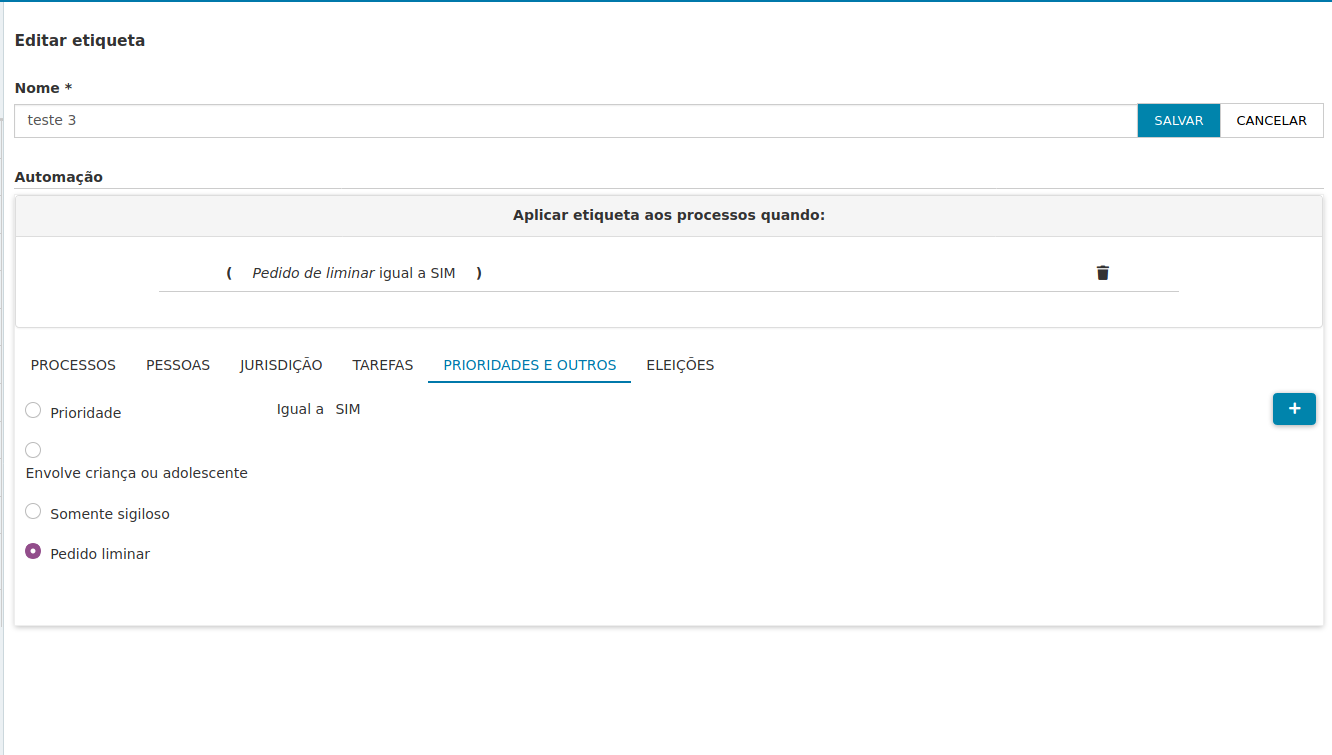 Editar etiqueta
Nome *
teste 3
SALVAR
CANCELAR
Automação
Aplicar etiqueta aos processos quando:
( Pedido de liminar igual a SIM )
PROCESSOS PESSOAS JURISDIÇÃO TAREFAS PRIORIDADES E OUTROS ELEIÇÕES
Prioridade Igual a SIM
+
Envolve criança ou adolescente
Somente sigiloso
Pedido liminar